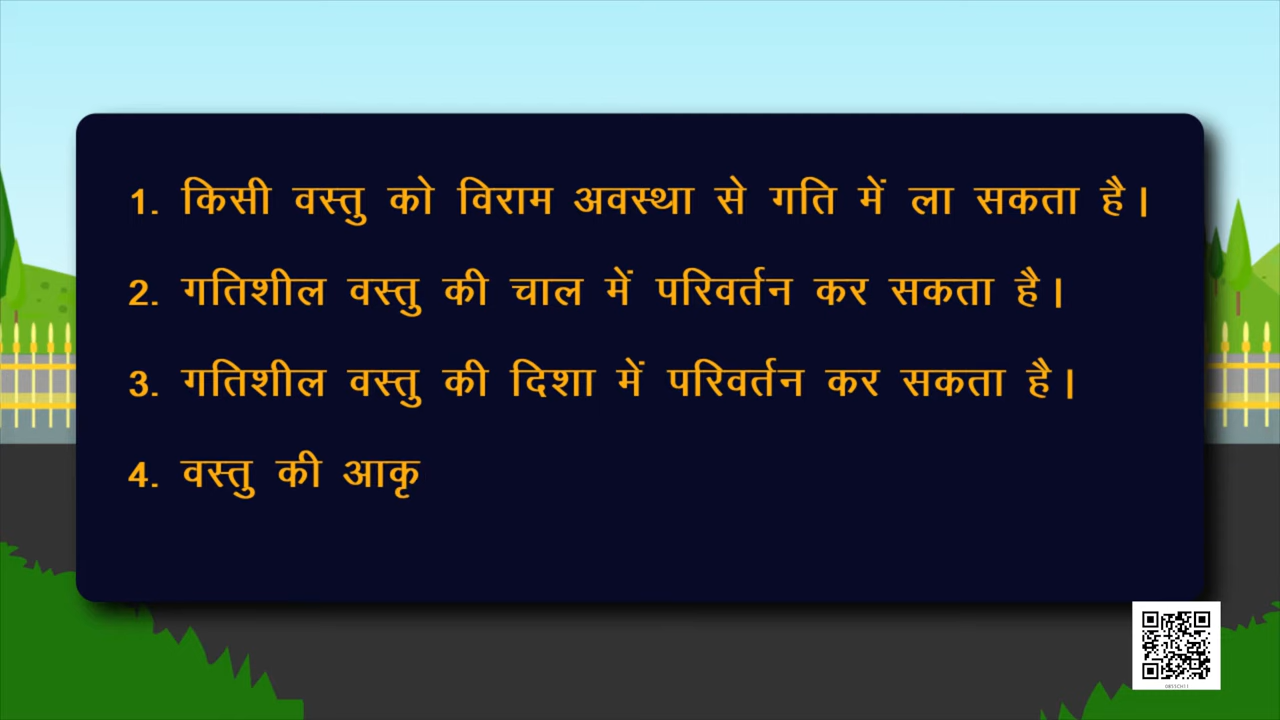 1. किसी वस्तु को विराम अवस्था से गति में ला सकता है।
2. गतिशील वस्तु की चाल में परिवर्तन कर सकता है।
3. गतिशील वस्तु की दिशा में परिवर्तन कर सकता है।
4. वस्तु की आकृ
0855CH11